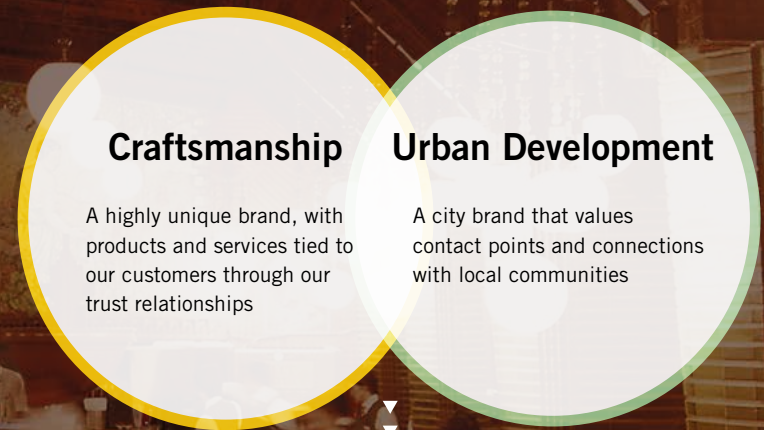 Craftsmanship
A highly unique brand, with
products and services tied to
our customers through our
trust relationships
Urban Development
A city brand that values
contact points and connections
with local communities